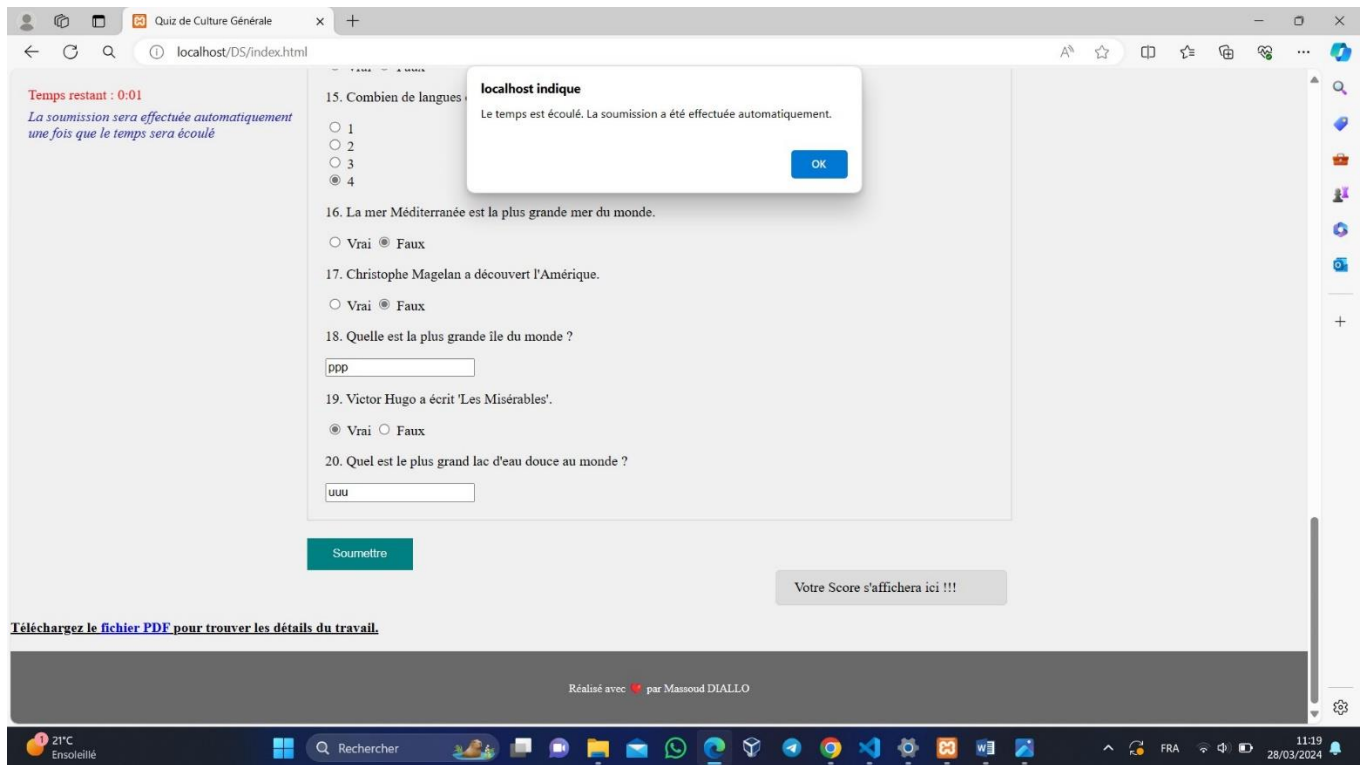 Quiz de Culture Générale
localhost/DS/index.html
Temps restant : 0:01
La soumission sera effectuée automatiquement
une fois que le temps sera écoulé
localhost indique
Le temps est écoulé. La soumission a été effectuée automatiquement.
OK
15. Combien de langues
1
2
3
4
16. La mer Méditerranée est la plus grande mer du monde.
Vrai Faux
17. Christophe Magelan a découvert l'Amérique.
Vrai Faux
18. Quelle est la plus grande île du monde ?
ppp
19. Victor Hugo a écrit 'Les Misérables'.
Vrai Faux
20. Quel est le plus grand lac d'eau douce au monde ?
uuu
Soumettre
Votre Score s'affichera ici !!!
Téléchargez le fichier PDF pour trouver les détails du travail.
Réalisé avec par Massoud DIALLO
1
21°C
Ensoleillé
Rechercher
FRA
11:19
28/03/2024